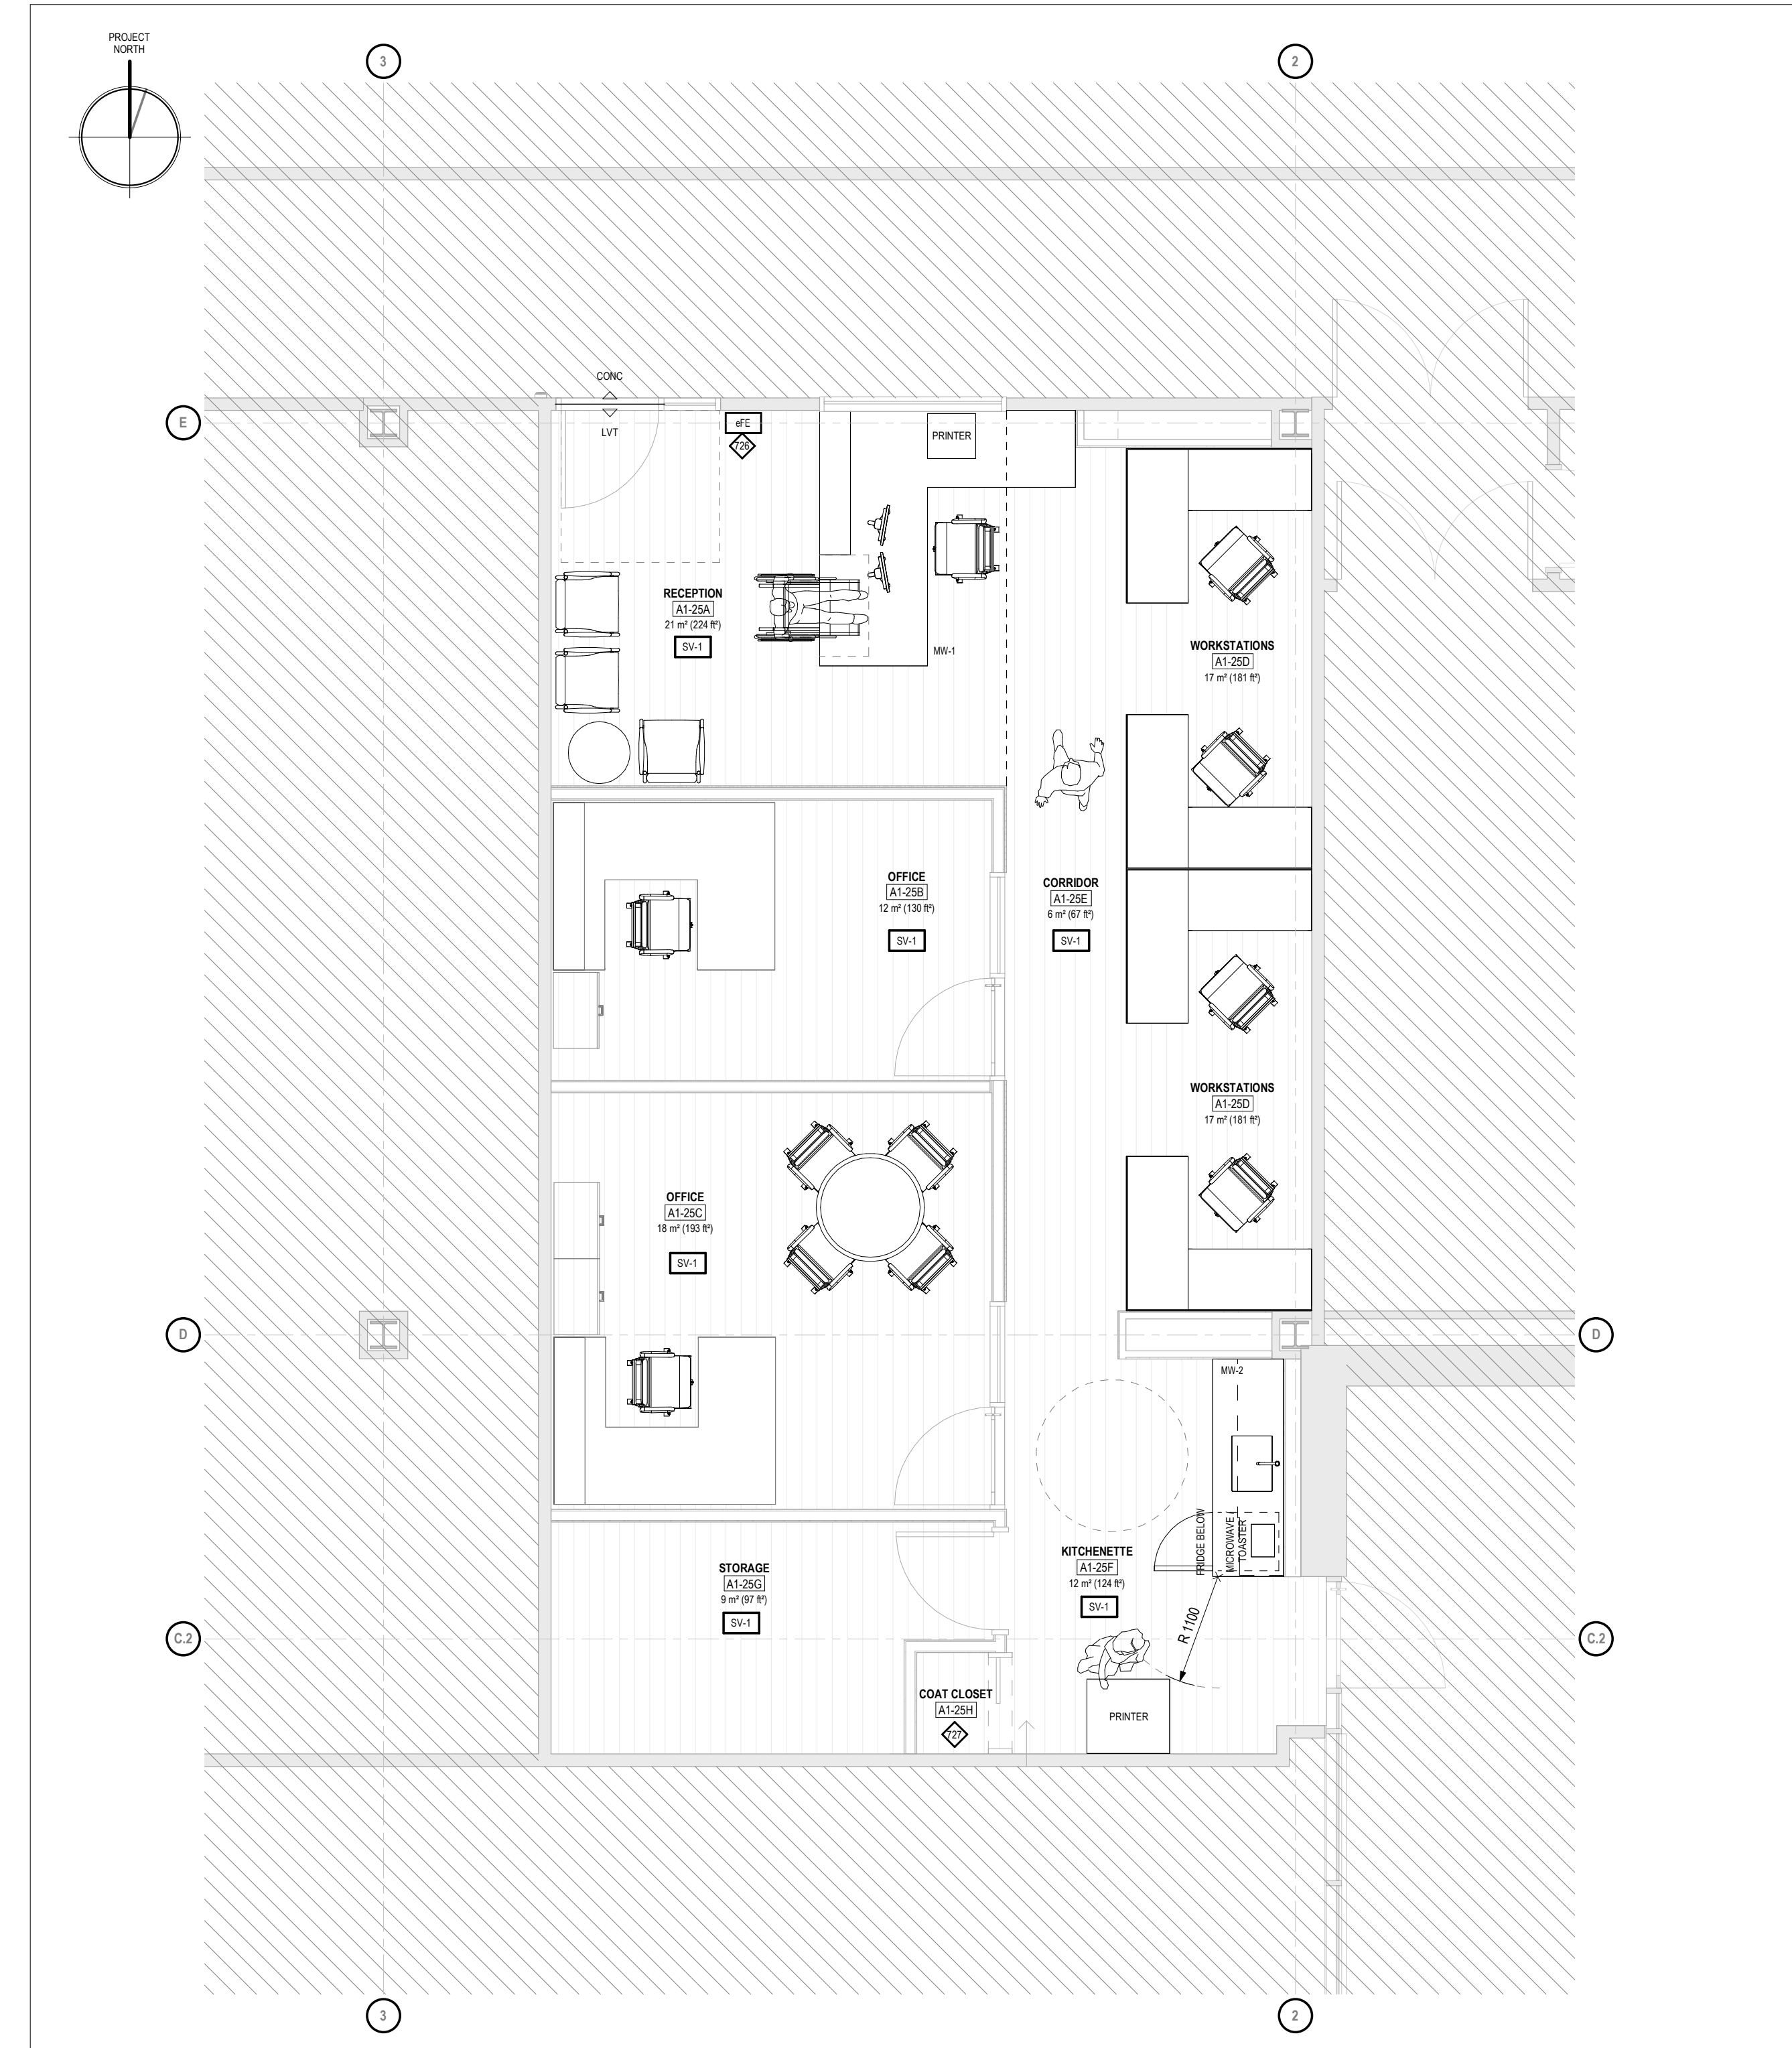 PROJECT
NORTH
3
2
CONC
LVT
E
eFE
726
PRINTER
RECEPTION
A1-25A
21 m² (224 ft²)
SV-1
MW-1
WORKSTATIONS
A1-25D
17 m² (181 ft²)
OFFICE
A1-25B
12 m² (130 ft²)
SV-1
CORRIDOR
A1-25E
6 m² (67 ft²)
SV-1
WORKSTATIONS
A1-25D
17 m² (181 ft²)
OFFICE
A1-25C
18 m² (193 ft²)
SV-1
D
D
MW-2
FRIDGE BELOW
MICROWAVE
TOASTER
KITCHENETTE
A1-25F
12 m² (124 ft²)
SV-1
STORAGE
A1-25G
9 m² (97 ft²)
SV-1
R 1100
C.2
C.2
COAT CLOSET
A1-25H
727
PRINTER
3
2